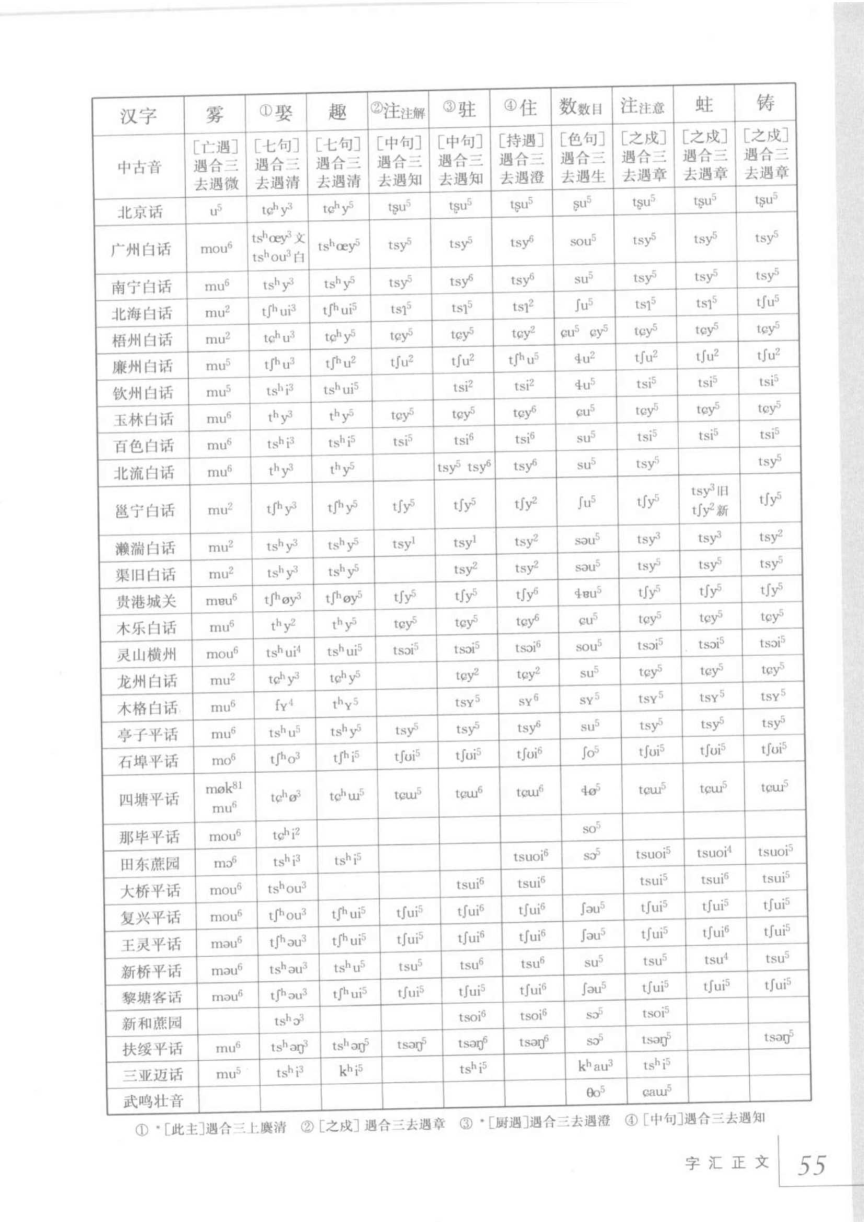 汉字 雾 ①娶 趣 ②注注解 ③驻 ④住 数数目 注注意 蛀 铸
中古音 [亡遇]遇合三去遇微 [七句]遇合三去遇清 [七句]遇合三去遇清 [中句]遇合三去遇知 [中句]遇合三去遇知 [持遇]遇合三去遇澄 [色句]遇合三去遇生 [之戍]遇合三去遇章 [之戍]遇合三去遇章 [之戍]遇合三去遇章
北京话 u⁵ tɕʰy³ tɕʰy⁵ tʂu⁵ tʂu⁵ tʂu⁵ ʂu⁵ tʂu⁵ tʂu⁵ tʂu⁵
广州白话 mou⁶ tsʰœy³文 tsʰou³白 tsʰœy⁵ tsy⁵ tsy⁵ tsy⁶ sou⁵ tsy⁵ tsy⁵ tsy⁵
南宁白话 mu⁶ tsʰy³ tsʰy⁵ tsy⁵ tsy⁶ tsy⁶ su⁵ tsy⁵ tsy⁵ tsy⁵
北海白话 mu² tʃʰui³ tʃʰui⁵ tsɿ⁵ tsɿ⁵ tsɿ² ʃu⁵ tsɿ⁵ tsɿ⁵ tʃu⁵
梧州白话 mu² tɕʰu³ tɕʰy⁵ tɕy⁵ tɕy⁵ tɕy² ɕu⁵ ɕy⁵ tɕy⁵ tɕy⁵ tɕy⁵
廉州白话 mu⁵ tʃʰu³ tʃʰu² tʃu² tʃu² tʃʰu⁵ ɬu² tʃu² tʃu² tʃu²
钦州白话 mu⁵ tsʰi³ tsʰui⁵ tsi² tsi² ɬu⁵ tsi⁵ tsi⁵ tsi⁵
玉林白话 mu⁶ tʰy³ tʰy⁵ tɕy⁵ tɕy⁵ tɕy⁶ ɕu⁵ tɕy⁵ tɕy⁵ tɕy⁵
百色白话 mu⁶ tsʰi³ tsʰi⁵ tsi⁵ tsi⁶ tsi⁶ su⁵ tsi⁵ tsi⁵ tsi⁵
北流白话 mu⁶ tʰy³ tʰy⁵ tsy⁵ tsy⁶ tsy⁶ su⁵ tsy⁵ tsy⁵
邕宁白话 mu² tʃʰy³ tʃʰy⁵ tʃy⁵ tʃy⁵ tʃy² ʃu⁵ tʃy⁵ tsy³旧 tʃy²新 tʃy⁵
濑湍白话 mu² tsʰy³ tsʰy⁵ tsy¹ tsy¹ tsy² səu⁵ tsy³ tsy³ tsy²
渠旧白话 mu² tsʰy³ tsʰy⁵ tsy² tsy² səu⁵ tsy⁵ tsy⁵ tsy⁵
贵港城关 mɐu⁶ tʃʰøy³ tʃʰøy⁵ tʃy⁵ tʃy⁵ tʃy⁶ ɬɐu⁵ tʃy⁵ tʃy⁵ tʃy⁵
木乐白话 mu⁶ tʰy² tʰy⁵ tɕy⁵ tɕy⁵ tɕy⁶ ɕu⁵ tɕy⁵ tɕy⁵ tɕy⁵
灵山横州 mou⁶ tsʰui⁴ tsʰui⁵ tsɔi⁵ tsɔi⁵ tsɔi⁶ sou⁵ tsɔi⁵ tsɔi⁵ tsɔi⁵
龙州白话 mu² tɕʰy³ tɕʰy⁵ tɕy² tɕy² su⁵ tɕy⁵ tɕy⁵ tɕy⁵
木格白话 mu⁶ fʏ⁴ tʰʏ⁵ tsʏ⁵ sʏ⁶ sʏ⁵ tsʏ⁵ tsʏ⁵ tsʏ⁵
亭子平话 mu⁶ tsʰu⁵ tsʰy⁵ tsy⁵ tsy⁵ tsy⁶ su⁵ tsy⁵ tsy⁵ tsy⁵
石埠平话 mo⁶ tʃʰo³ tʃʰi⁵ tʃʋi⁵ tʃʋi⁵ tʃʋi⁶ ʃo⁵ tʃʋi⁵ tʃʋi⁵ tʃʋi⁵
四塘平话 møk⁸¹ mu⁶ tɕʰø³ tɕʰɯ⁵ tɕɯ⁵ tɕɯ⁶ tɕɯ⁶ ɬø⁵ tɕɯ⁵ tɕɯ⁵ tɕɯ⁵
那毕平话 mou⁶ tɕʰi² so⁵
田东蔗园 mɔ⁶ tsʰi³ tsʰi⁵ tsuoi⁶ sɔ⁵ tsuoi⁵ tsuoi⁴ tsuoi⁵
大桥平话 mou⁶ tsʰou³ tsui⁶ tsui⁶ tsui⁵ tsui⁶ tsui⁵
复兴平话 mou⁶ tʃʰou³ tʃʰui⁵ tʃui⁵ tʃui⁶ tʃui⁶ ʃəu⁵ tʃui⁵ tʃui⁵ tʃui⁵
王灵平话 məu⁶ tʃʰəu³ tʃʰui⁵ tʃui⁵ tʃui⁶ tʃui⁶ ʃəu⁵ tʃui⁵ tʃui⁶ tʃui⁵
新桥平话 məu⁶ tsʰəu³ tsʰu⁵ tsu⁵ tsu⁶ tsu⁶ su⁵ tsu⁵ tsu⁴ tsu⁵
黎塘客话 məu⁶ tʃʰəu³ tʃʰui⁵ tʃui⁵ tʃui⁵ tʃui⁶ ʃəu⁵ tʃui⁵ tʃui⁵ tʃui⁵
新和蔗园 tsʰɔ³ tsoi⁶ tsoi⁶ sɔ⁵ tsoi⁵
扶绥平话 mu⁶ tsʰəŋ³ tsʰəŋ⁵ tsəŋ⁵ tsəŋ⁶ tsəŋ⁶ sɔ⁵ tsəŋ⁵ tsəŋ⁵
三亚迈话 mu⁵ tsʰi³ kʰi⁵ tsʰi⁵ kʰau³ tsʰi⁵
武鸣壮音 θo⁵ ɕaɯ⁵
① *[此主]遇合三上麌清 ② [之戍]遇合三去遇章 ③ *[厨遇]遇合三去遇澄 ④ [中句]遇合三去遇知
字汇正文 55